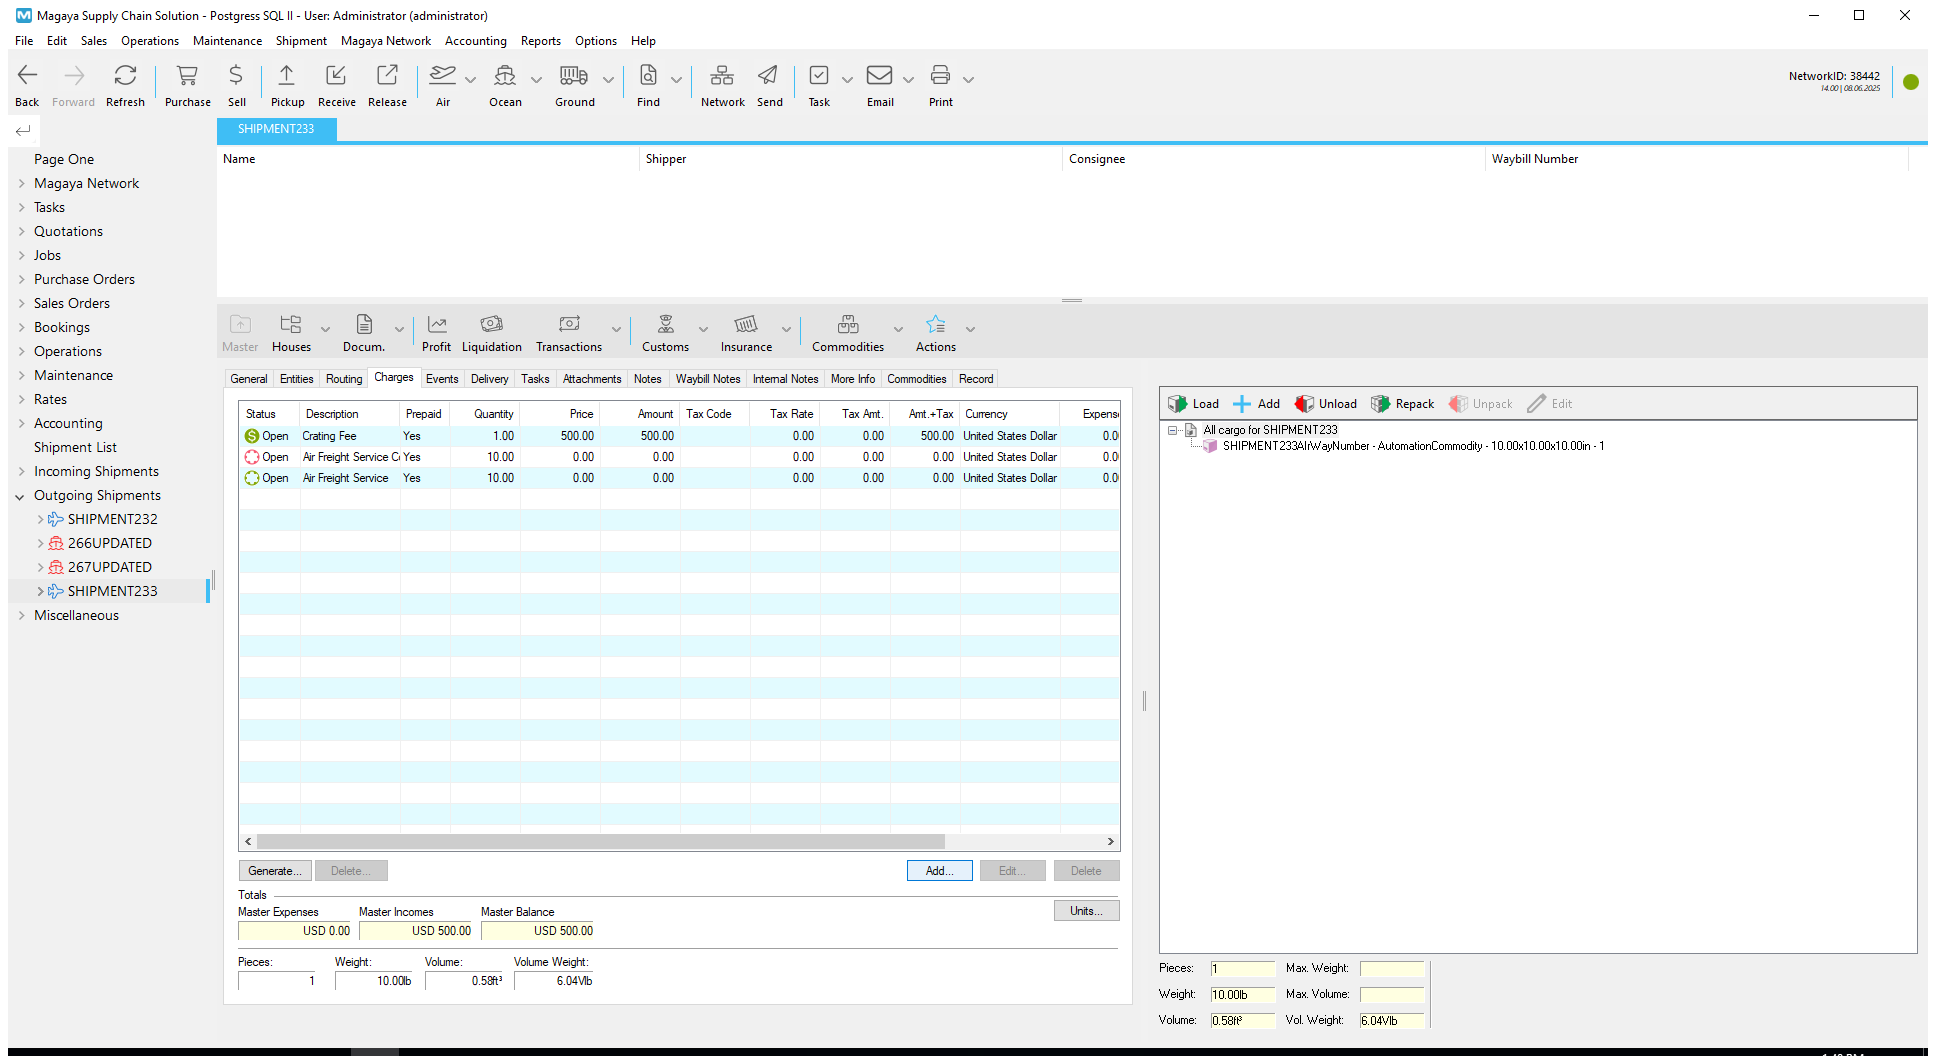 Magaya Supply Chain Solution - Postgress SQL II - User: Administrator (administrator)
File Edit Sales Operations Maintenance Shipment Magaya Network Accounting Reports Options Help
Back Forward Refresh Purchase Sell Pickup Receive Release Air Ocean Ground Find Network Send Task Email Print
NetworkID: 38442
14.00 | 08.06.2025
SHIPMENT233
Name Shipper Consignee Waybill Number
Page One
Magaya Network
Tasks
Quotations
Jobs
Purchase Orders
Sales Orders
Bookings
Operations
Maintenance
Rates
Accounting
Shipment List
Incoming Shipments
Outgoing Shipments
SHIPMENT232
266UPDATED
267UPDATED
SHIPMENT233
Miscellaneous
Master Houses Docum. Profit Liquidation Transactions Customs Insurance Commodities Actions
General Entities Routing Charges Events Delivery Tasks Attachments Notes Waybill Notes Internal Notes More Info Commodities Record
Status Description Prepaid Quantity Price Amount Tax Code Tax Rate Tax Amt. Amt.+Tax Currency Expens
Open Crating Fee Yes 1.00 500.00 500.00 0.00 0.00 500.00 United States Dollar 0.0
Open Air Freight Service C Yes 10.00 0.00 0.00 0.00 0.00 0.00 United States Dollar 0.0
Open Air Freight Service Yes 10.00 0.00 0.00 0.00 0.00 0.00 United States Dollar 0.0
Generate... Delete... Add... Edit... Delete
Totals
Master Expenses Master Incomes Master Balance Units...
USD 0.00 USD 500.00 USD 500.00
Pieces: Weight: Volume: Volume Weight:
1 10.00lb 0.58ft³ 6.04Vlb
Load Add Unload Repack Unpack Edit
All cargo for SHIPMENT233
SHIPMENT233AirWayNumber - AutomationCommodity - 10.00x10.00x10.00in - 1
Pieces: 1 Max. Weight:
Weight: 10.00lb Max. Volume:
Volume: 0.58ft³ Vol. Weight: 6.04Vlb